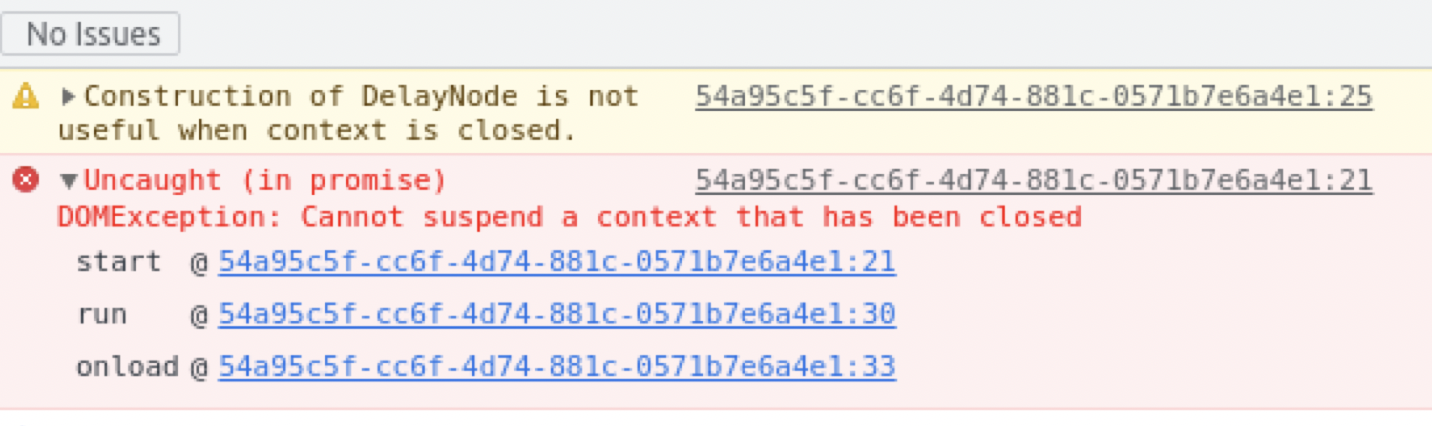 No Issues
Construction of DelayNode is not 54a95c5f-cc6f-4d74-881c-0571b7e6a4e1:25
useful when context is closed.
Uncaught (in promise) 54a95c5f-cc6f-4d74-881c-0571b7e6a4e1:21
DOMException: Cannot suspend a context that has been closed
start @ 54a95c5f-cc6f-4d74-881c-0571b7e6a4e1:21
run @ 54a95c5f-cc6f-4d74-881c-0571b7e6a4e1:30
onload @ 54a95c5f-cc6f-4d74-881c-0571b7e6a4e1:33